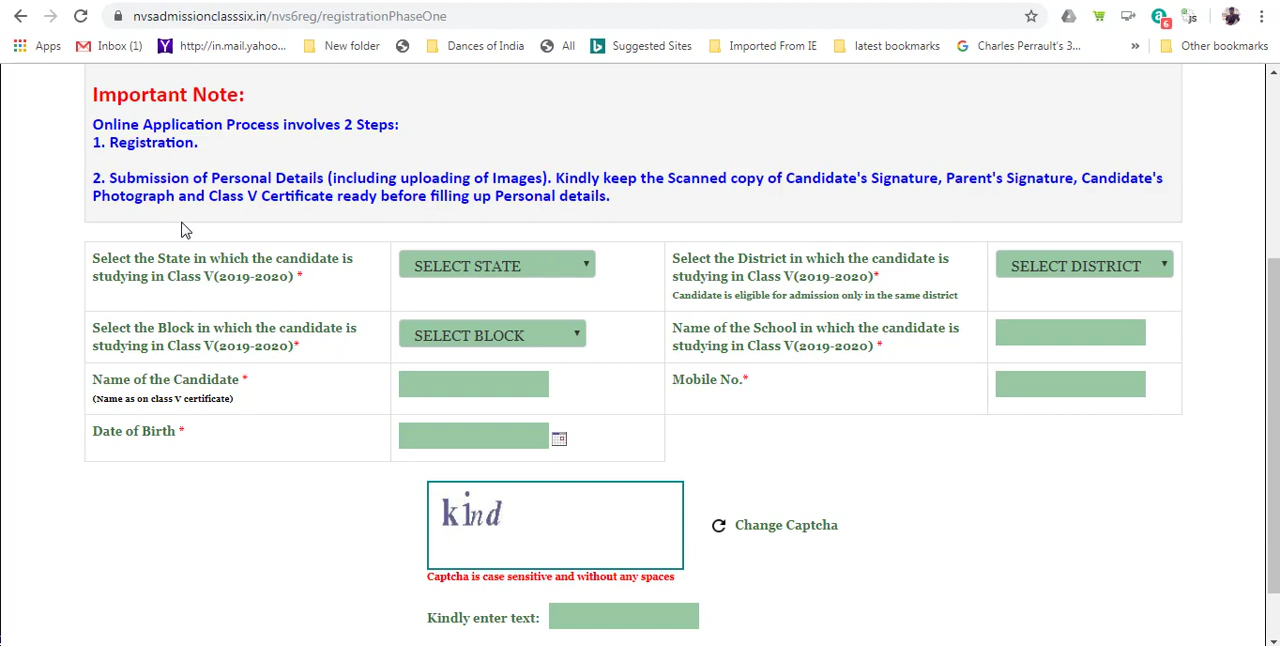 nvsadmissionclasssix.in/nvs6reg/registrationPhaseOne
Apps Inbox (1) http://in.mail.yahoo... New folder Dances of India All Suggested Sites Imported From IE latest bookmarks Charles Perrault's 3... » Other bookmarks
Important Note:
Online Application Process involves 2 Steps:
1. Registration.
2. Submission of Personal Details (including uploading of Images). Kindly keep the Scanned copy of Candidate's Signature, Parent's Signature, Candidate's
Photograph and Class V Certificate ready before filling up Personal details.
Select the State in which the candidate is
studying in Class V(2019-2020) *
SELECT STATE
Select the District in which the candidate is
studying in Class V(2019-2020)*
Candidate is eligible for admission only in the same district
SELECT DISTRICT
Select the Block in which the candidate is
studying in Class V(2019-2020)*
SELECT BLOCK
Name of the School in which the candidate is
studying in Class V(2019-2020) *
Name of the Candidate *
(Name as on class V certificate)
Mobile No.*
Date of Birth *
kind
Change Captcha
Captcha is case sensitive and without any spaces
Kindly enter text: